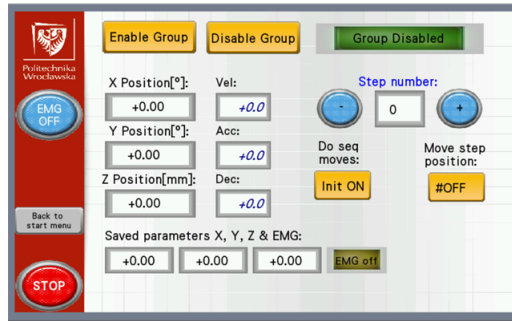 Enable Group
Disable Group
Group Disabled
Politechnika
Wrocławska
X Position[°]:
Vel:
Step number:
EMG
OFF
+0.00
+0.0
-
0
+
Y Position[°]:
Acc:
+0.00
+0.0
Do seq
moves:
Move step
position:
Z Position[mm]:
Dec:
Init ON
#OFF
+0.00
+0.0
Back to
start menu
Saved parameters X, Y, Z & EMG:
+0.00
+0.00
+0.00
EMG off
STOP